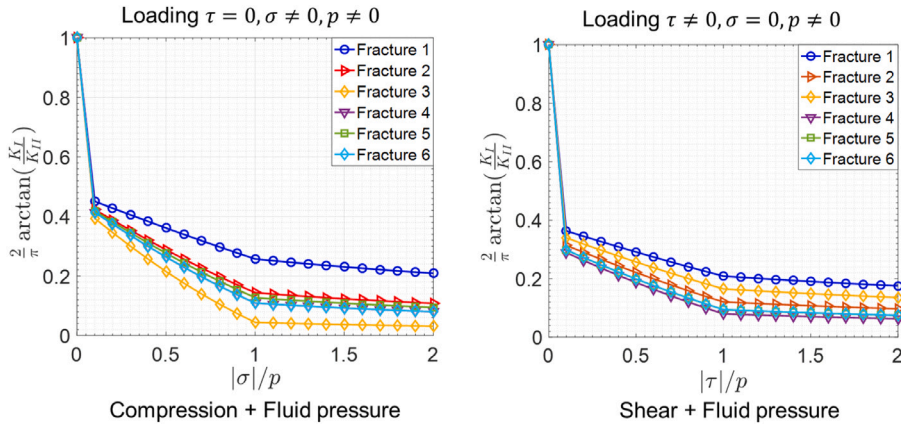 Loading τ = 0, σ ≠ 0, p ≠ 0
1
0.8
0.6
0.4
0.2
0
0
0.5
1
1.5
2
2/π arctan(K_I/K_II)
|σ|/p
Fracture 1
Fracture 2
Fracture 3
Fracture 4
Fracture 5
Fracture 6
Compression + Fluid pressure
Loading τ ≠ 0, σ = 0, p ≠ 0
1
0.8
0.6
0.4
0.2
0
0
0.5
1
1.5
2
2/π arctan(K_I/K_II)
|τ|/p
Fracture 1
Fracture 2
Fracture 3
Fracture 4
Fracture 5
Fracture 6
Shear + Fluid pressure